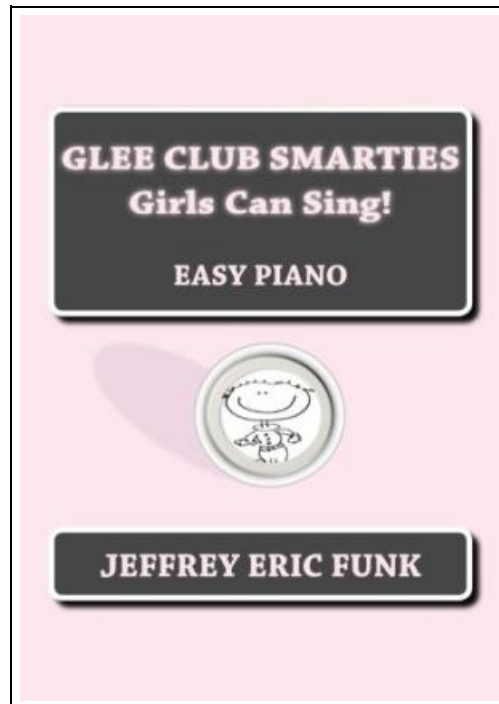 GLEE CLUB SMARTIES
Girls Can Sing!
EASY PIANO
JEFFREY ERIC FUNK